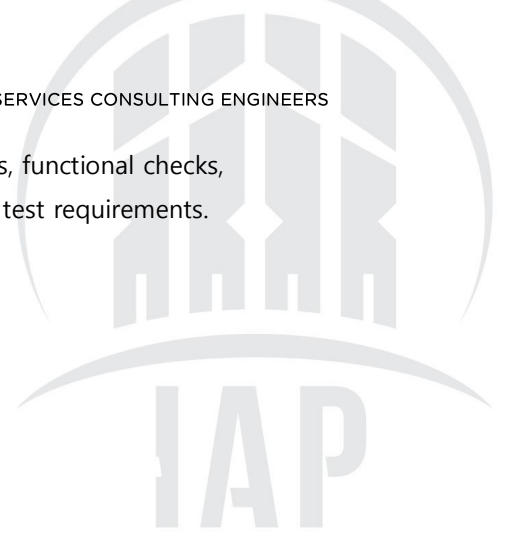 SERVICES CONSULTING ENGINEERS
s, functional checks,
test requirements.
IAP